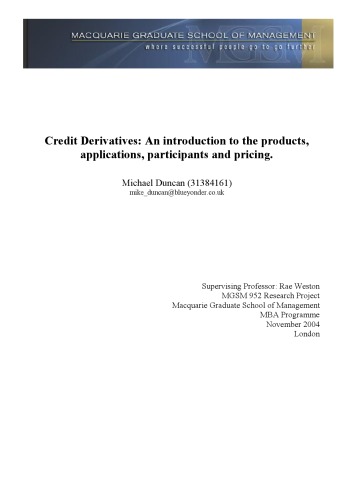 MACQUARIE GRADUATE SCHOOL OF MANAGEMENT
where successful people go to go further
MGSM
Credit Derivatives: An introduction to the products,
applications, participants and pricing.
Michael Duncan (31384161)
mike_duncan@blueyonder.co.uk
Supervising Professor: Rae Weston
MGSM 952 Research Project
Macquarie Graduate School of Management
MBA Programme
November 2004
London